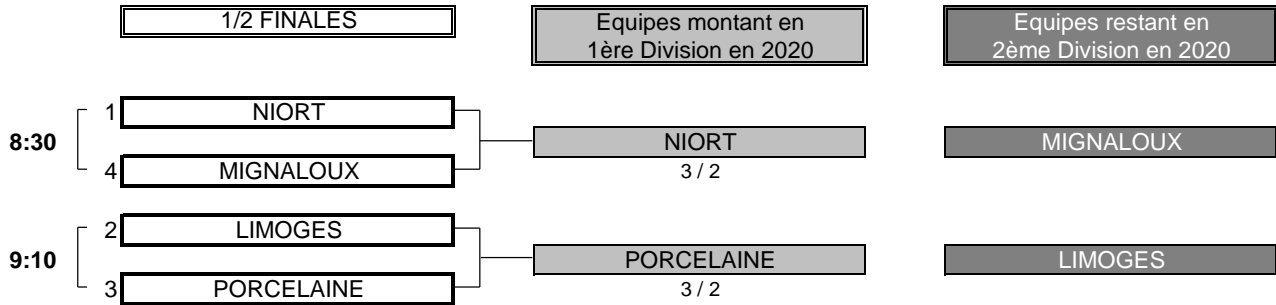 1/2 FINALES
Equipes montant en
1ère Division en 2020
Equipes restant en
2ème Division en 2020
8:30
1 NIORT
4 MIGNALOUX
NIORT
3 / 2
MIGNALOUX
9:10
2 LIMOGES
3 PORCELAINE
PORCELAINE
3 / 2
LIMOGES